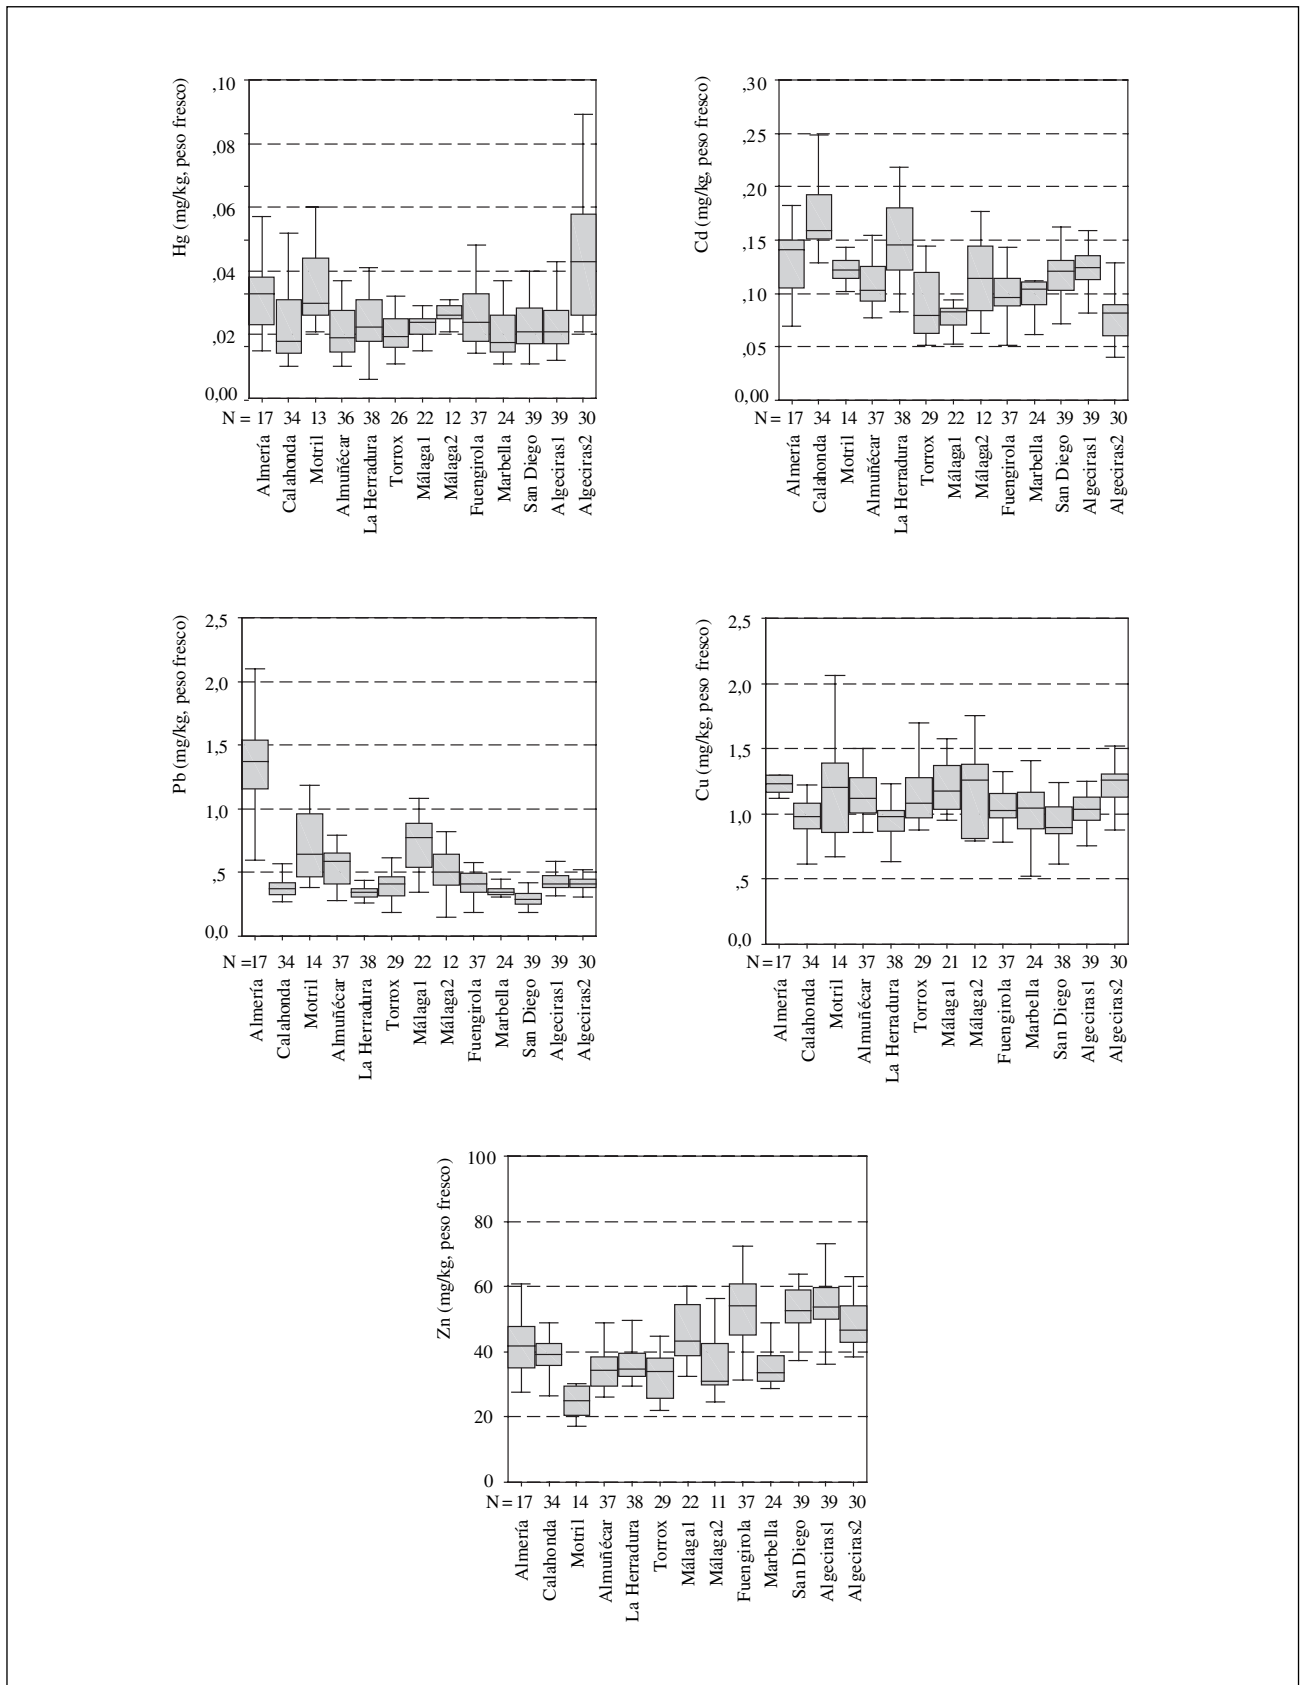 Hg (mg/kg, peso fresco)
,10
,08
,06
,04
,02
0,00
N = 17 34 13 36 38 26 22 12 37 24 39 39 30
Almería
Calahonda
Motril
Almuñécar
La Herradura
Torrox
Málaga1
Málaga2
Fuengirola
Marbella
San Diego
Algeciras1
Algeciras2
Cd (mg/kg, peso fresco)
,30
,25
,20
,15
,10
,05
0,00
N = 17 34 14 37 38 29 22 12 37 24 39 39 30
Almería
Calahonda
Motril
Almuñécar
La Herradura
Torrox
Málaga1
Málaga2
Fuengirola
Marbella
San Diego
Algeciras1
Algeciras2
Pb (mg/kg, peso fresco)
2,5
2,0
1,5
1,0
,5
0,0
N =17 34 14 37 38 29 22 12 37 24 39 39 30
Almería
Calahonda
Motril
Almuñécar
La Herradura
Torrox
Málaga1
Málaga2
Fuengirola
Marbella
San Diego
Algeciras1
Algeciras2
Cu (mg/kg, peso fresco)
2,5
2,0
1,5
1,0
,5
0,0
N = 17 34 14 37 38 29 21 12 37 24 38 39 30
Almería
Calahonda
Motril
Almuñécar
La Herradura
Torrox
Málaga1
Málaga2
Fuengirola
Marbella
San Diego
Algeciras1
Algeciras2
Zn (mg/kg, peso fresco)
100
80
60
40
20
0
N = 17 34 14 37 38 29 22 11 37 24 39 39 30
Almería
Calahonda
Motril
Almuñécar
La Herradura
Torrox
Málaga1
Málaga2
Fuengirola
Marbella
San Diego
Algeciras1
Algeciras2